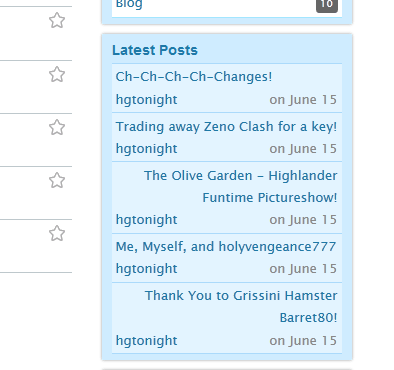 Blog 10
Latest Posts
Ch-Ch-Ch-Ch-Changes!
hgtonight on June 15
Trading away Zeno Clash for a key!
hgtonight on June 15
The Olive Garden - Highlander
Funtime Pictureshow!
hgtonight on June 15
Me, Myself, and holyvengeance777
hgtonight on June 15
Thank You to Grissini Hamster
Barret80!
hgtonight on June 15